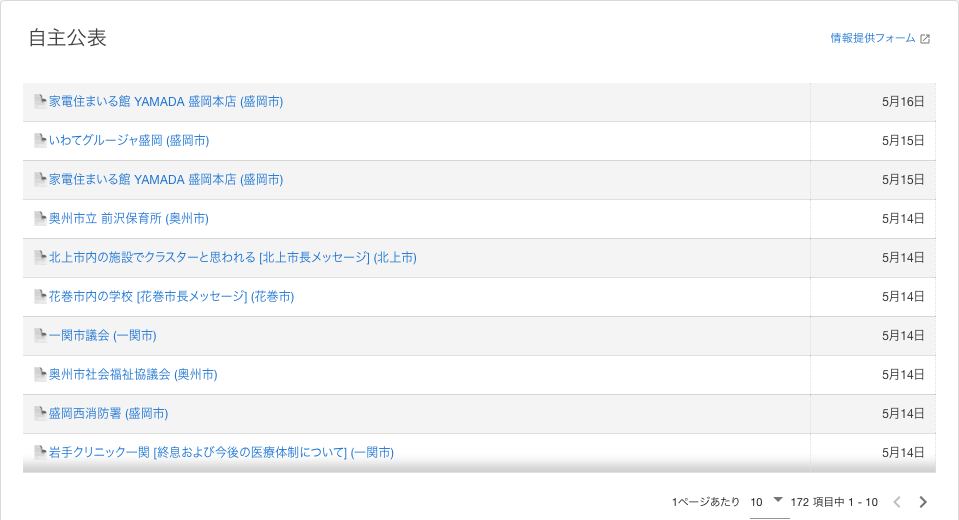 自主公表
情報提供フォーム
家電住まいる館 YAMADA 盛岡本店 (盛岡市) 5月16日
いわてグルージャ盛岡 (盛岡市) 5月15日
家電住まいる館 YAMADA 盛岡本店 (盛岡市) 5月15日
奥州市立 前沢保育所 (奥州市) 5月14日
北上市内の施設でクラスターと思われる [北上市長メッセージ] (北上市) 5月14日
花巻市内の学校 [花巻市長メッセージ] (花巻市) 5月14日
一関市議会 (一関市) 5月14日
奥州市社会福祉協議会 (奥州市) 5月14日
盛岡西消防署 (盛岡市) 5月14日
岩手クリニック一関 [終息および今後の医療体制について] (一関市) 5月14日
1ページあたり 10 172 項目中 1 - 10